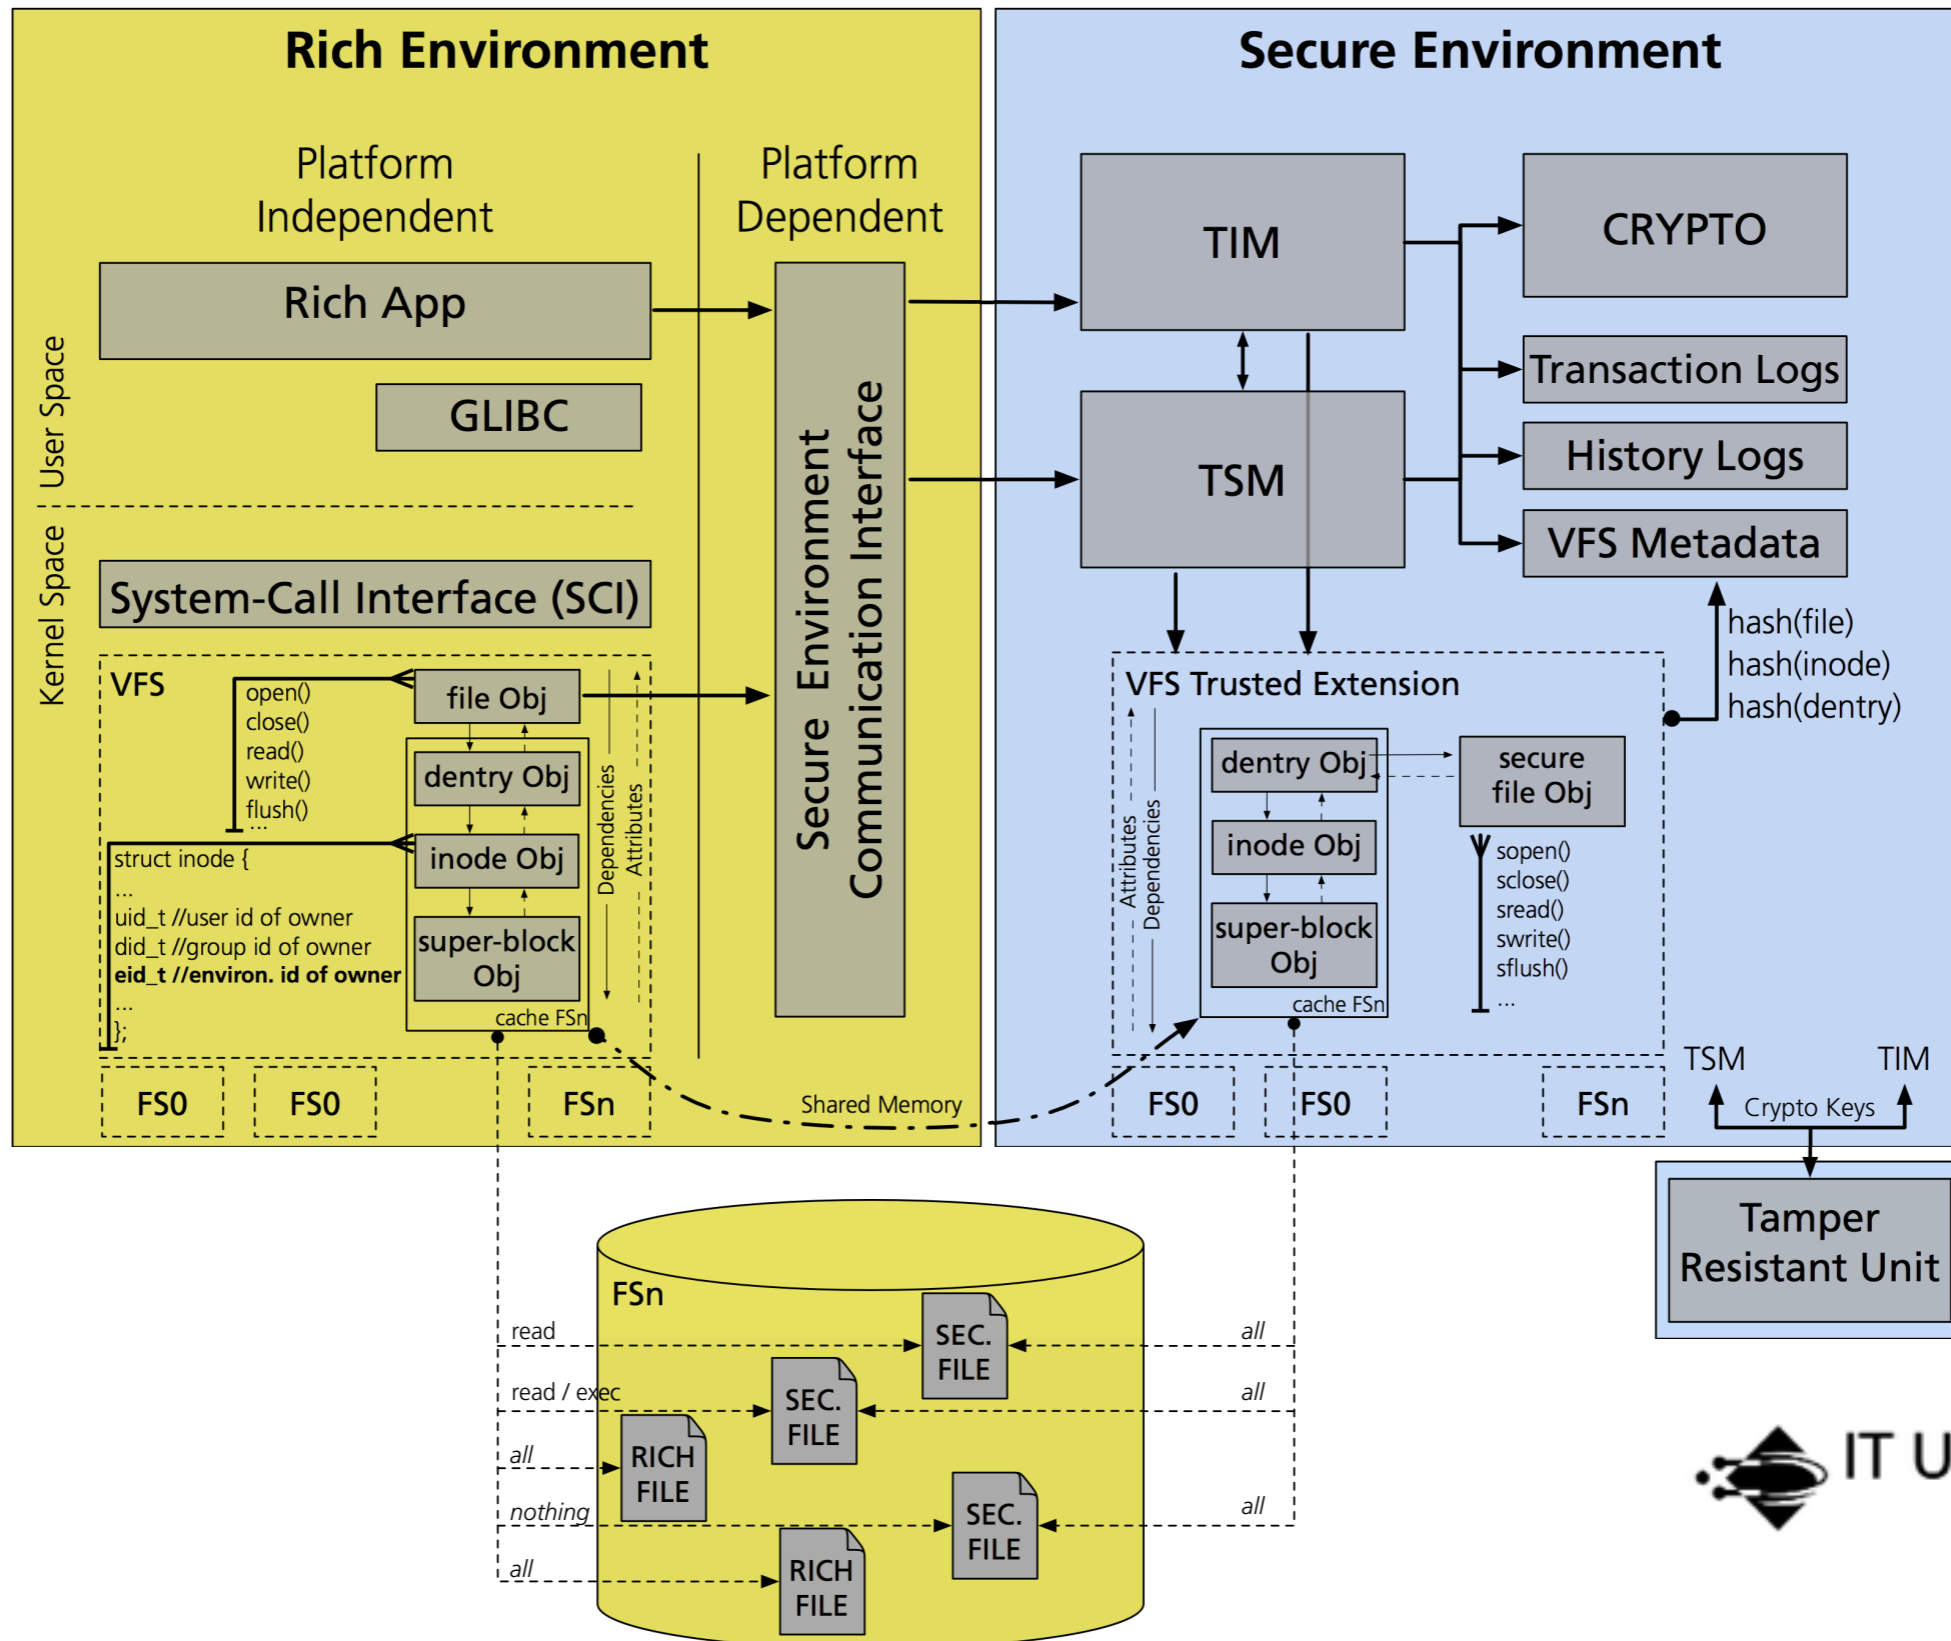 Rich Environment
Platform
Independent
Platform
Dependent
User Space
Kernel Space
Rich App
GLIBC
System-Call Interface (SCI)
VFS
open()
close()
read()
write()
flush()
...
struct inode {
...
uid_t //user id of owner
did_t //group id of owner
eid_t //environ. id of owner
...
};
file Obj
dentry Obj
inode Obj
super-block
Obj
cache FSn
Dependencies
Attributes
FS0
FS0
FSn
Secure Environment
Communication Interface
Shared Memory
Secure Environment
TIM
TSM
CRYPTO
Transaction Logs
History Logs
VFS Metadata
hash(file)
hash(inode)
hash(dentry)
VFS Trusted Extension
Attributes
Dependencies
dentry Obj
inode Obj
super-block
Obj
cache FSn
secure
file Obj
sopen()
sclose()
sread()
swrite()
sflush()
...
FS0
FS0
FSn
TSM
TIM
Crypto Keys
Tamper
Resistant Unit
FSn
read
SEC.
FILE
all
read / exec
SEC.
FILE
all
all
RICH
FILE
nothing
SEC.
FILE
all
all
RICH
FILE
IT U